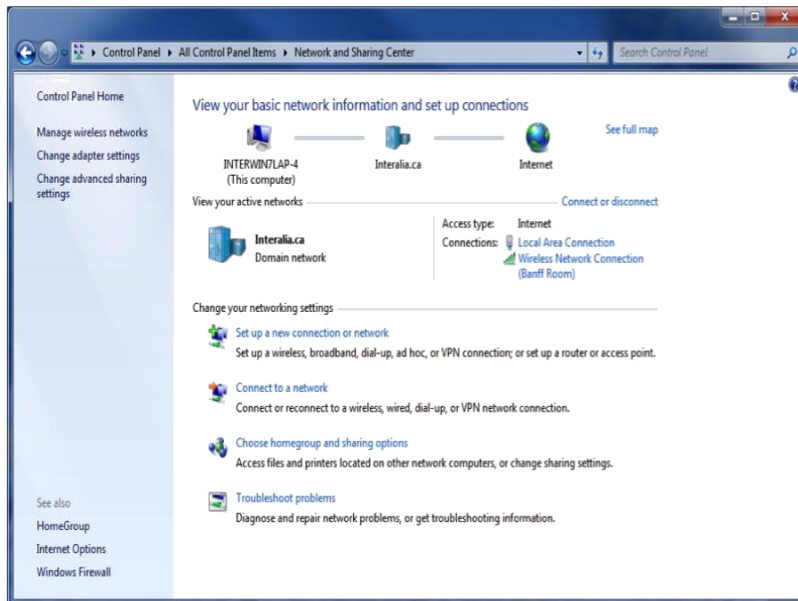 Control Panel ▸ All Control Panel Items ▸ Network and Sharing Center
Search Control Panel
Control Panel Home
Manage wireless networks
Change adapter settings
Change advanced sharing
settings
See also
HomeGroup
Internet Options
Windows Firewall
View your basic network information and set up connections
See full map
INTERWIN7LAP-4
(This computer)
Interalia.ca
Internet
View your active networks
Connect or disconnect
Interalia.ca
Domain network
Access type: Internet
Connections: Local Area Connection
Wireless Network Connection
(Banff Room)
Change your networking settings
Set up a new connection or network
Set up a wireless, broadband, dial-up, ad hoc, or VPN connection; or set up a router or access point.
Connect to a network
Connect or reconnect to a wireless, wired, dial-up, or VPN network connection.
Choose homegroup and sharing options
Access files and printers located on other network computers, or change sharing settings.
Troubleshoot problems
Diagnose and repair network problems, or get troubleshooting information.